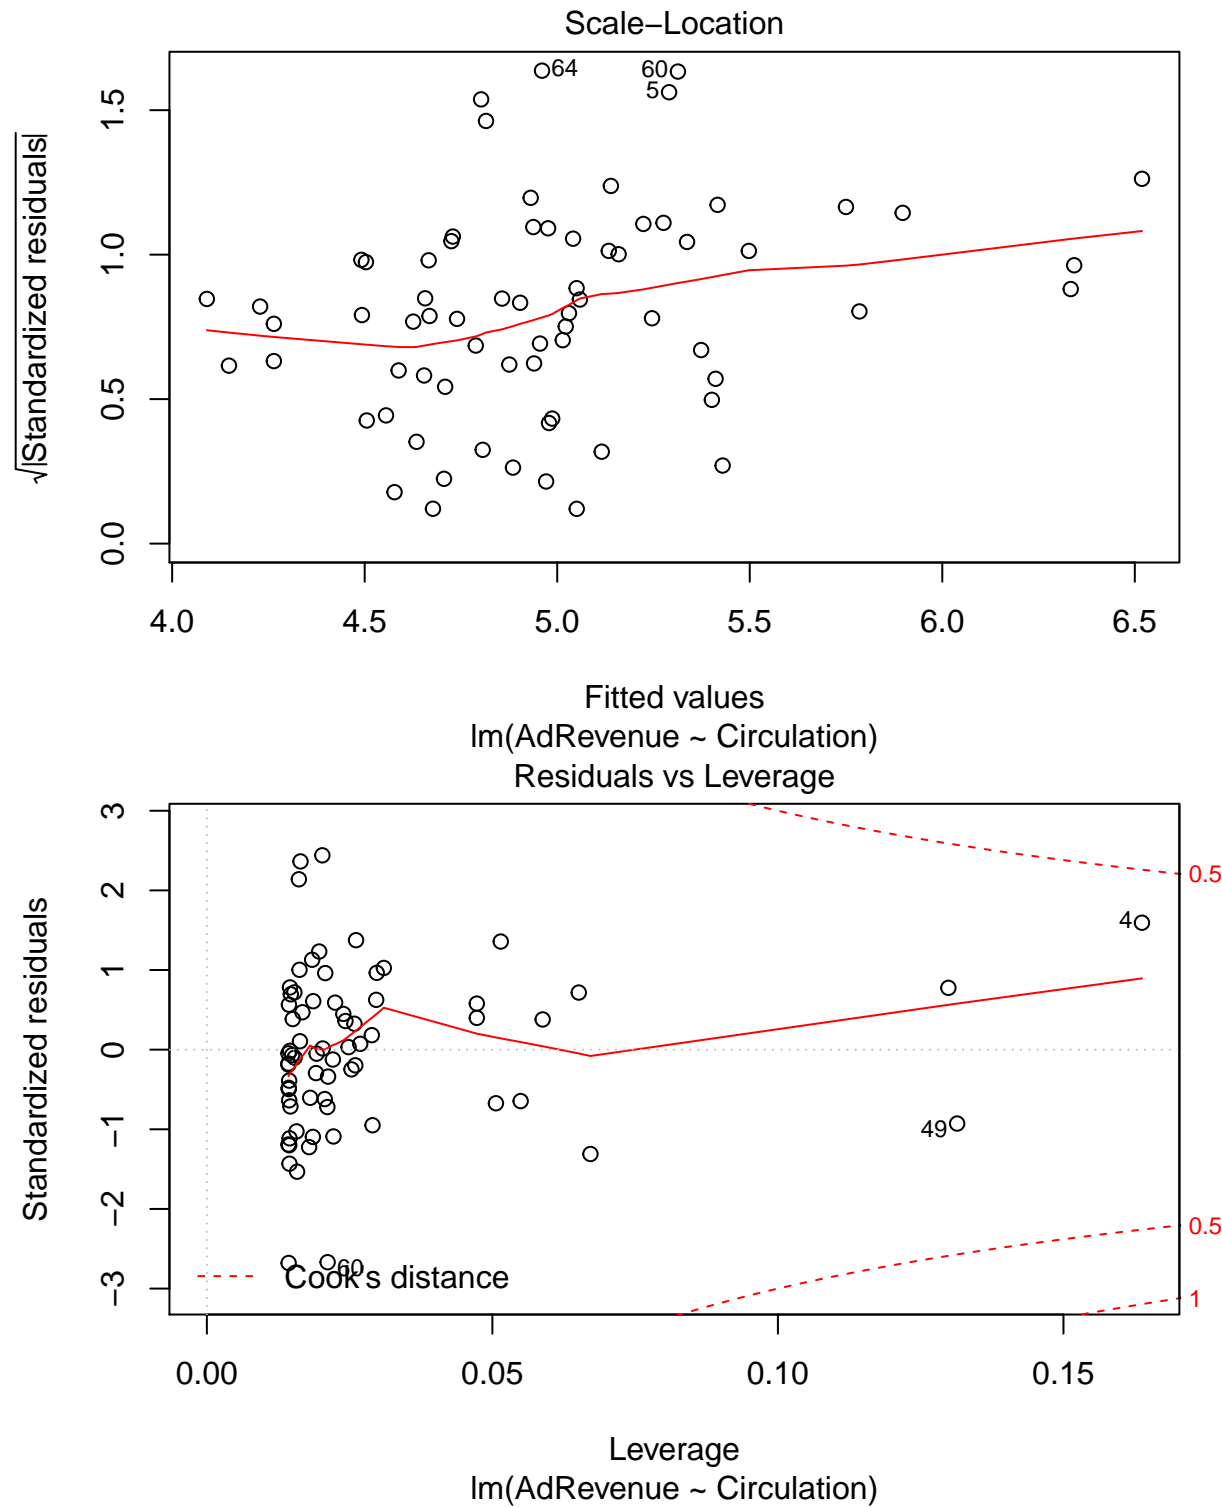 Scale−Location
√|Standardized residuals|
1.5
1.0
0.5
0.0
64
60
5
4.0 4.5 5.0 5.5 6.0 6.5
Fitted values
lm(AdRevenue ~ Circulation)
Residuals vs Leverage
Standardized residuals
3
2
1
0
−1
−2
−3
0.5
4
49
0.5
60
Cook's distance
1
0.00 0.05 0.10 0.15
Leverage
lm(AdRevenue ~ Circulation)